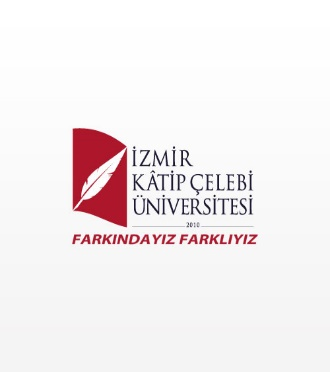 İZMİR
KÂTİP ÇELEBİ
ÜNİVERSİTESİ
2010
FARKINDAYIZ FARKLIYIZ